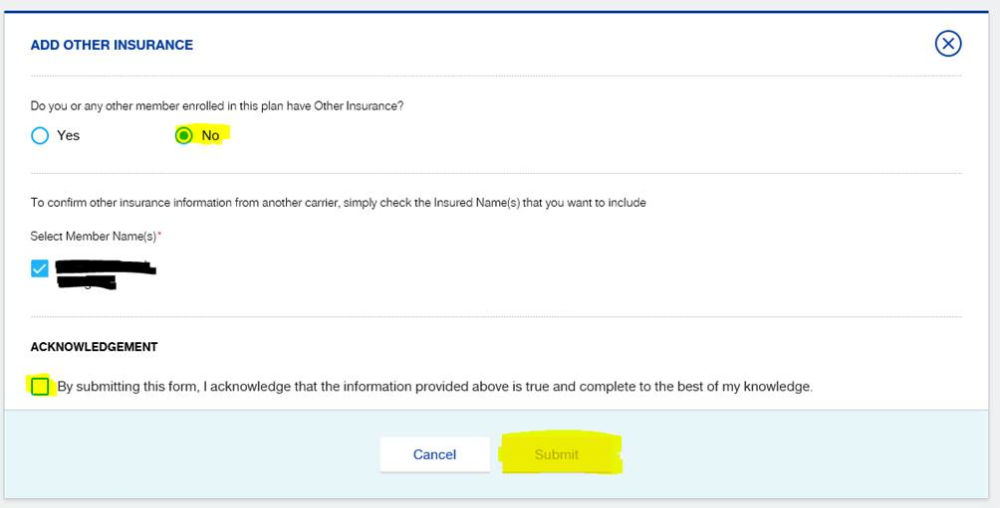 ADD OTHER INSURANCE
Do you or any other member enrolled in this plan have Other Insurance?
Yes No
To confirm other insurance information from another carrier, simply check the Insured Name(s) that you want to include
Select Member Name(s)*
ACKNOWLEDGEMENT
By submitting this form, I acknowledge that the information provided above is true and complete to the best of my knowledge.
Cancel Submit